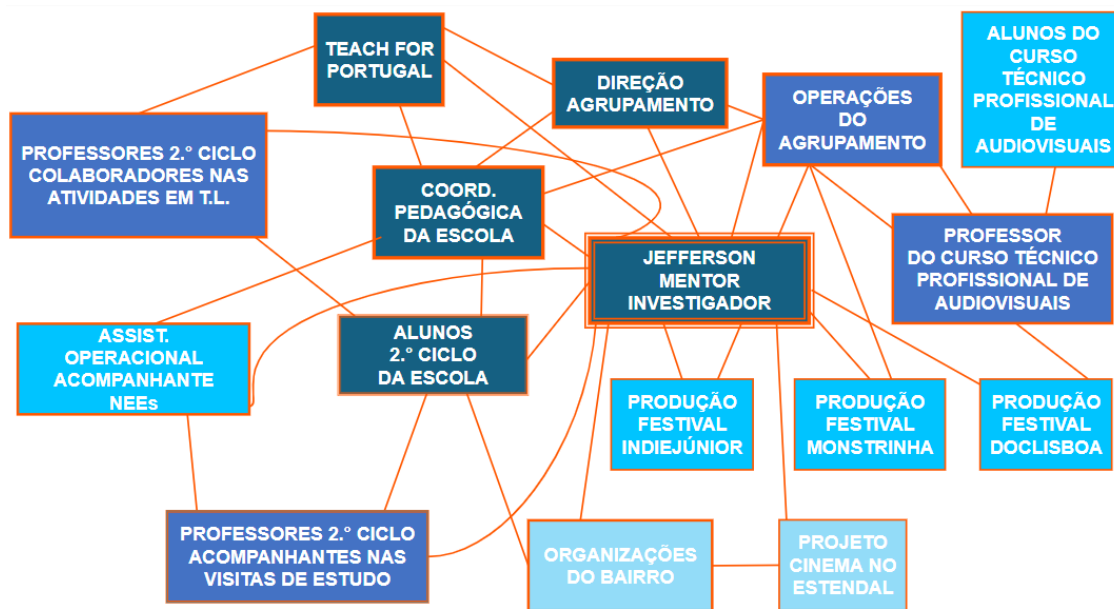 TEACH FOR
PORTUGAL
DIREÇÃO
AGRUPAMENTO
OPERAÇÕES
DO
AGRUPAMENTO
ALUNOS DO
CURSO
TÉCNICO
PROFISSIONAL
DE
AUDIOVISUAIS
PROFESSORES 2.° CICLO
COLABORADORES NAS
ATIVIDADES EM T.L.
COORD.
PEDAGÓGICA
DA ESCOLA
JEFFERSON
MENTOR
INVESTIGADOR
PROFESSOR
DO CURSO TÉCNICO
PROFISSIONAL DE
AUDIOVISUAIS
ASSIST.
OPERACIONAL
ACOMPANHANTE
NEEs
ALUNOS
2.° CICLO
DA ESCOLA
PRODUÇÃO
FESTIVAL
INDIEJÚNIOR
PRODUÇÃO
FESTIVAL
MONSTRINHA
PRODUÇÃO
FESTIVAL
DOCLISBOA
PROFESSORES 2.° CICLO
ACOMPANHANTES NAS
VISITAS DE ESTUDO
ORGANIZAÇÕES
DO BAIRRO
PROJETO
CINEMA NO
ESTENDAL